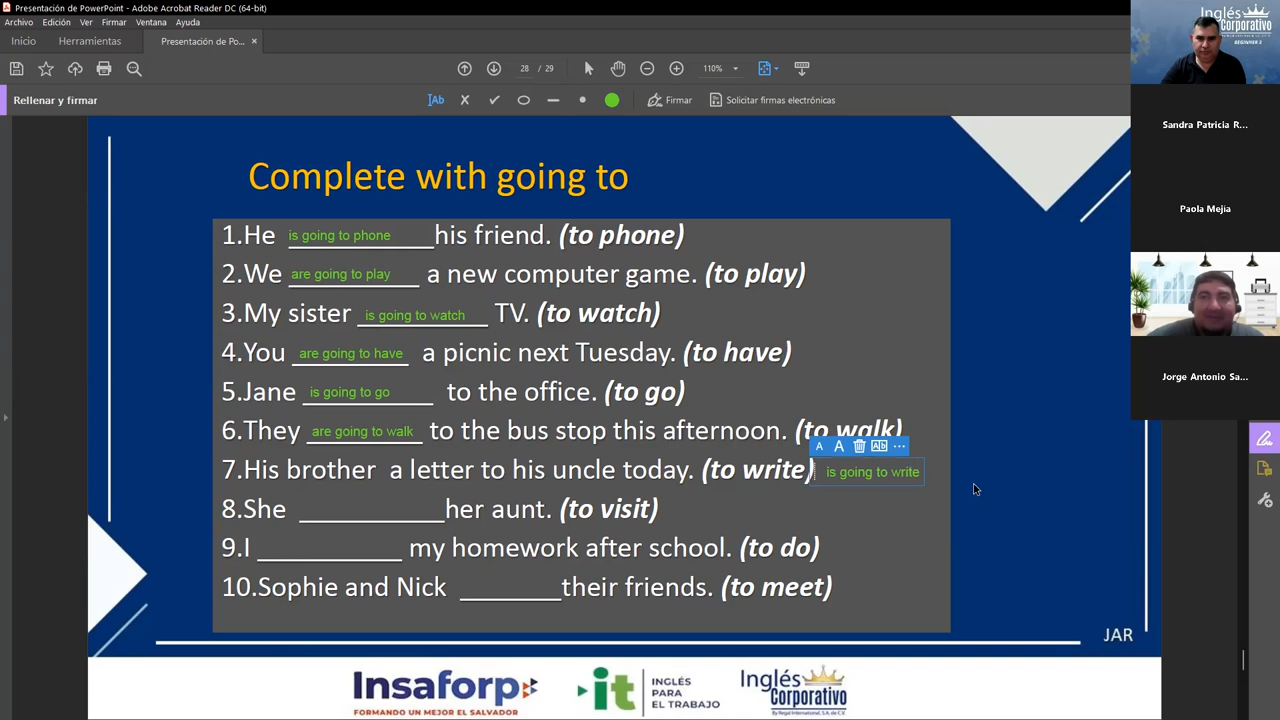 Presentación de PowerPoint - Adobe Acrobat Reader DC (64-bit)
Archivo Edición Ver Firmar Ventana Ayuda
Inicio Herramientas Presentación de Po... ×
28 / 29 110%
Rellenar y firmar
Ab Firmar Solicitar firmas electrónicas
Complete with going to
1.He is going to phone his friend. (to phone)
2.We are going to play a new computer game. (to play)
3.My sister is going to watch TV. (to watch)
4.You are going to have a picnic next Tuesday. (to have)
5.Jane is going to go to the office. (to go)
6.They are going to walk to the bus stop this afternoon. (to walk)
A A Ab ...
7.His brother a letter to his uncle today. (to write) is going to write
8.She ___________her aunt. (to visit)
9.I ___________ my homework after school. (to do)
10.Sophie and Nick ________their friends. (to meet)
JAR
Insaforp
FORMANDO UN MEJOR EL SALVADOR
it
INGLÉS
PARA
EL TRABAJO
Inglés
Corporativo
By Regal International, S.A. de C.V.
Inglés
Corporativo
BEGINNER 2
Sandra Patricia R...
Paola Mejia
Jorge Antonio Sa...